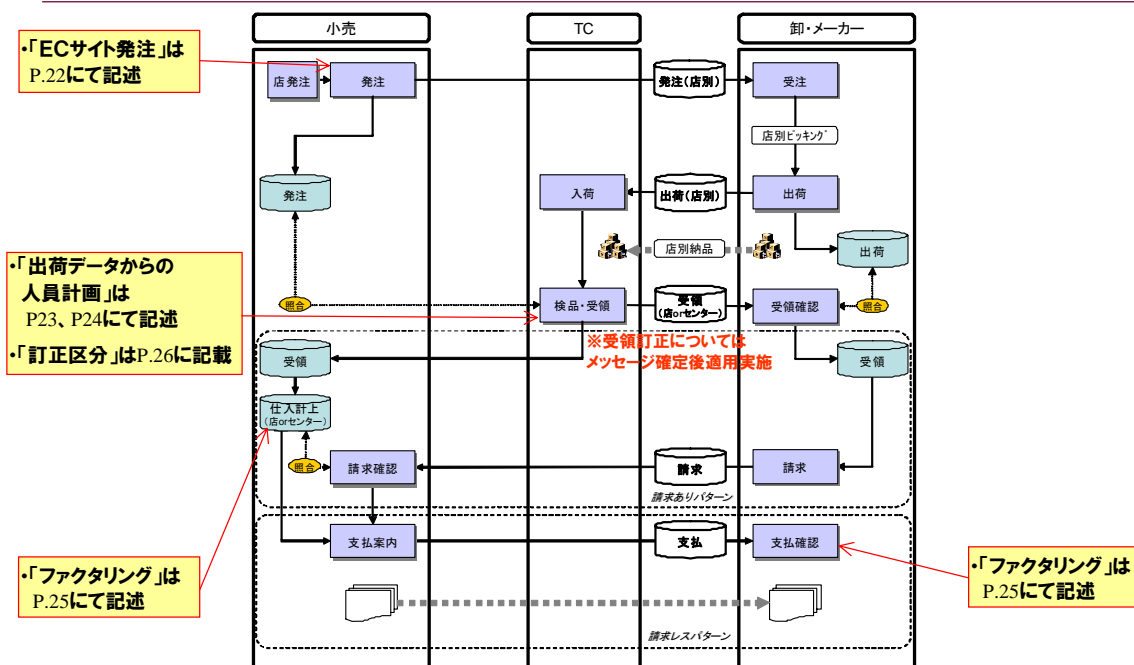 小売
TC
卸・メーカー
・「ECサイト発注」は
P.22にて記述
店発注
発注
発注(店別)
受注
店別ピッキング
発注
入荷
出荷(店別)
出荷
店別納品
出荷
・「出荷データからの
人員計画」は
P23、P24にて記述
・「訂正区分」はP.26に記載
照合
検品・受領
受領
(店orセンター)
受領確認
照合
※受領訂正については
メッセージ確定後適用実施
受領
受領
仕入計上
(店orセンター)
照合
請求確認
請求
請求
請求ありパターン
支払案内
支払
支払確認
・「ファクタリング」は
P.25にて記述
・「ファクタリング」は
P.25にて記述
請求レスパターン